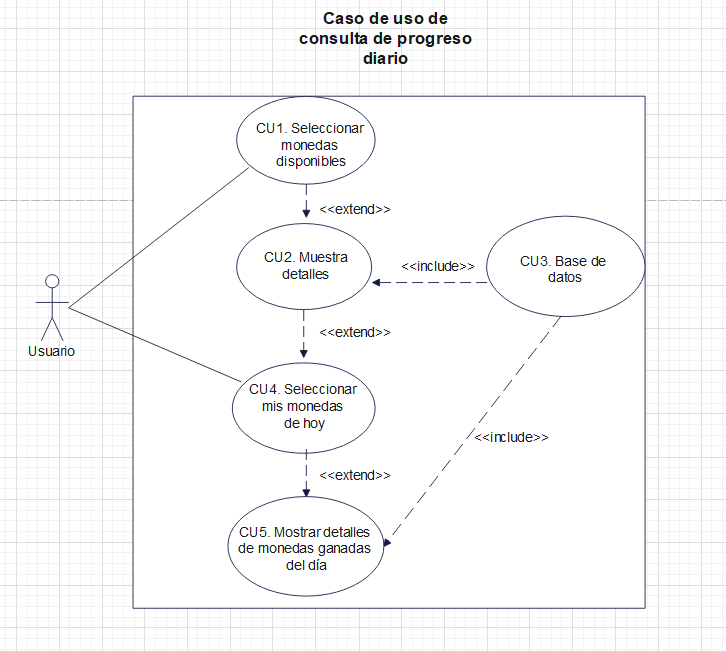 Caso de uso de
consulta de progreso
diario
CU1. Seleccionar
monedas
disponibles
<<extend>>
CU2. Muestra
detalles
<<include>>
CU3. Base de
datos
<<extend>>
Usuario
CU4. Seleccionar
mis monedas
de hoy
<<include>>
<<extend>>
CU5. Mostrar detalles
de monedas ganadas
del día